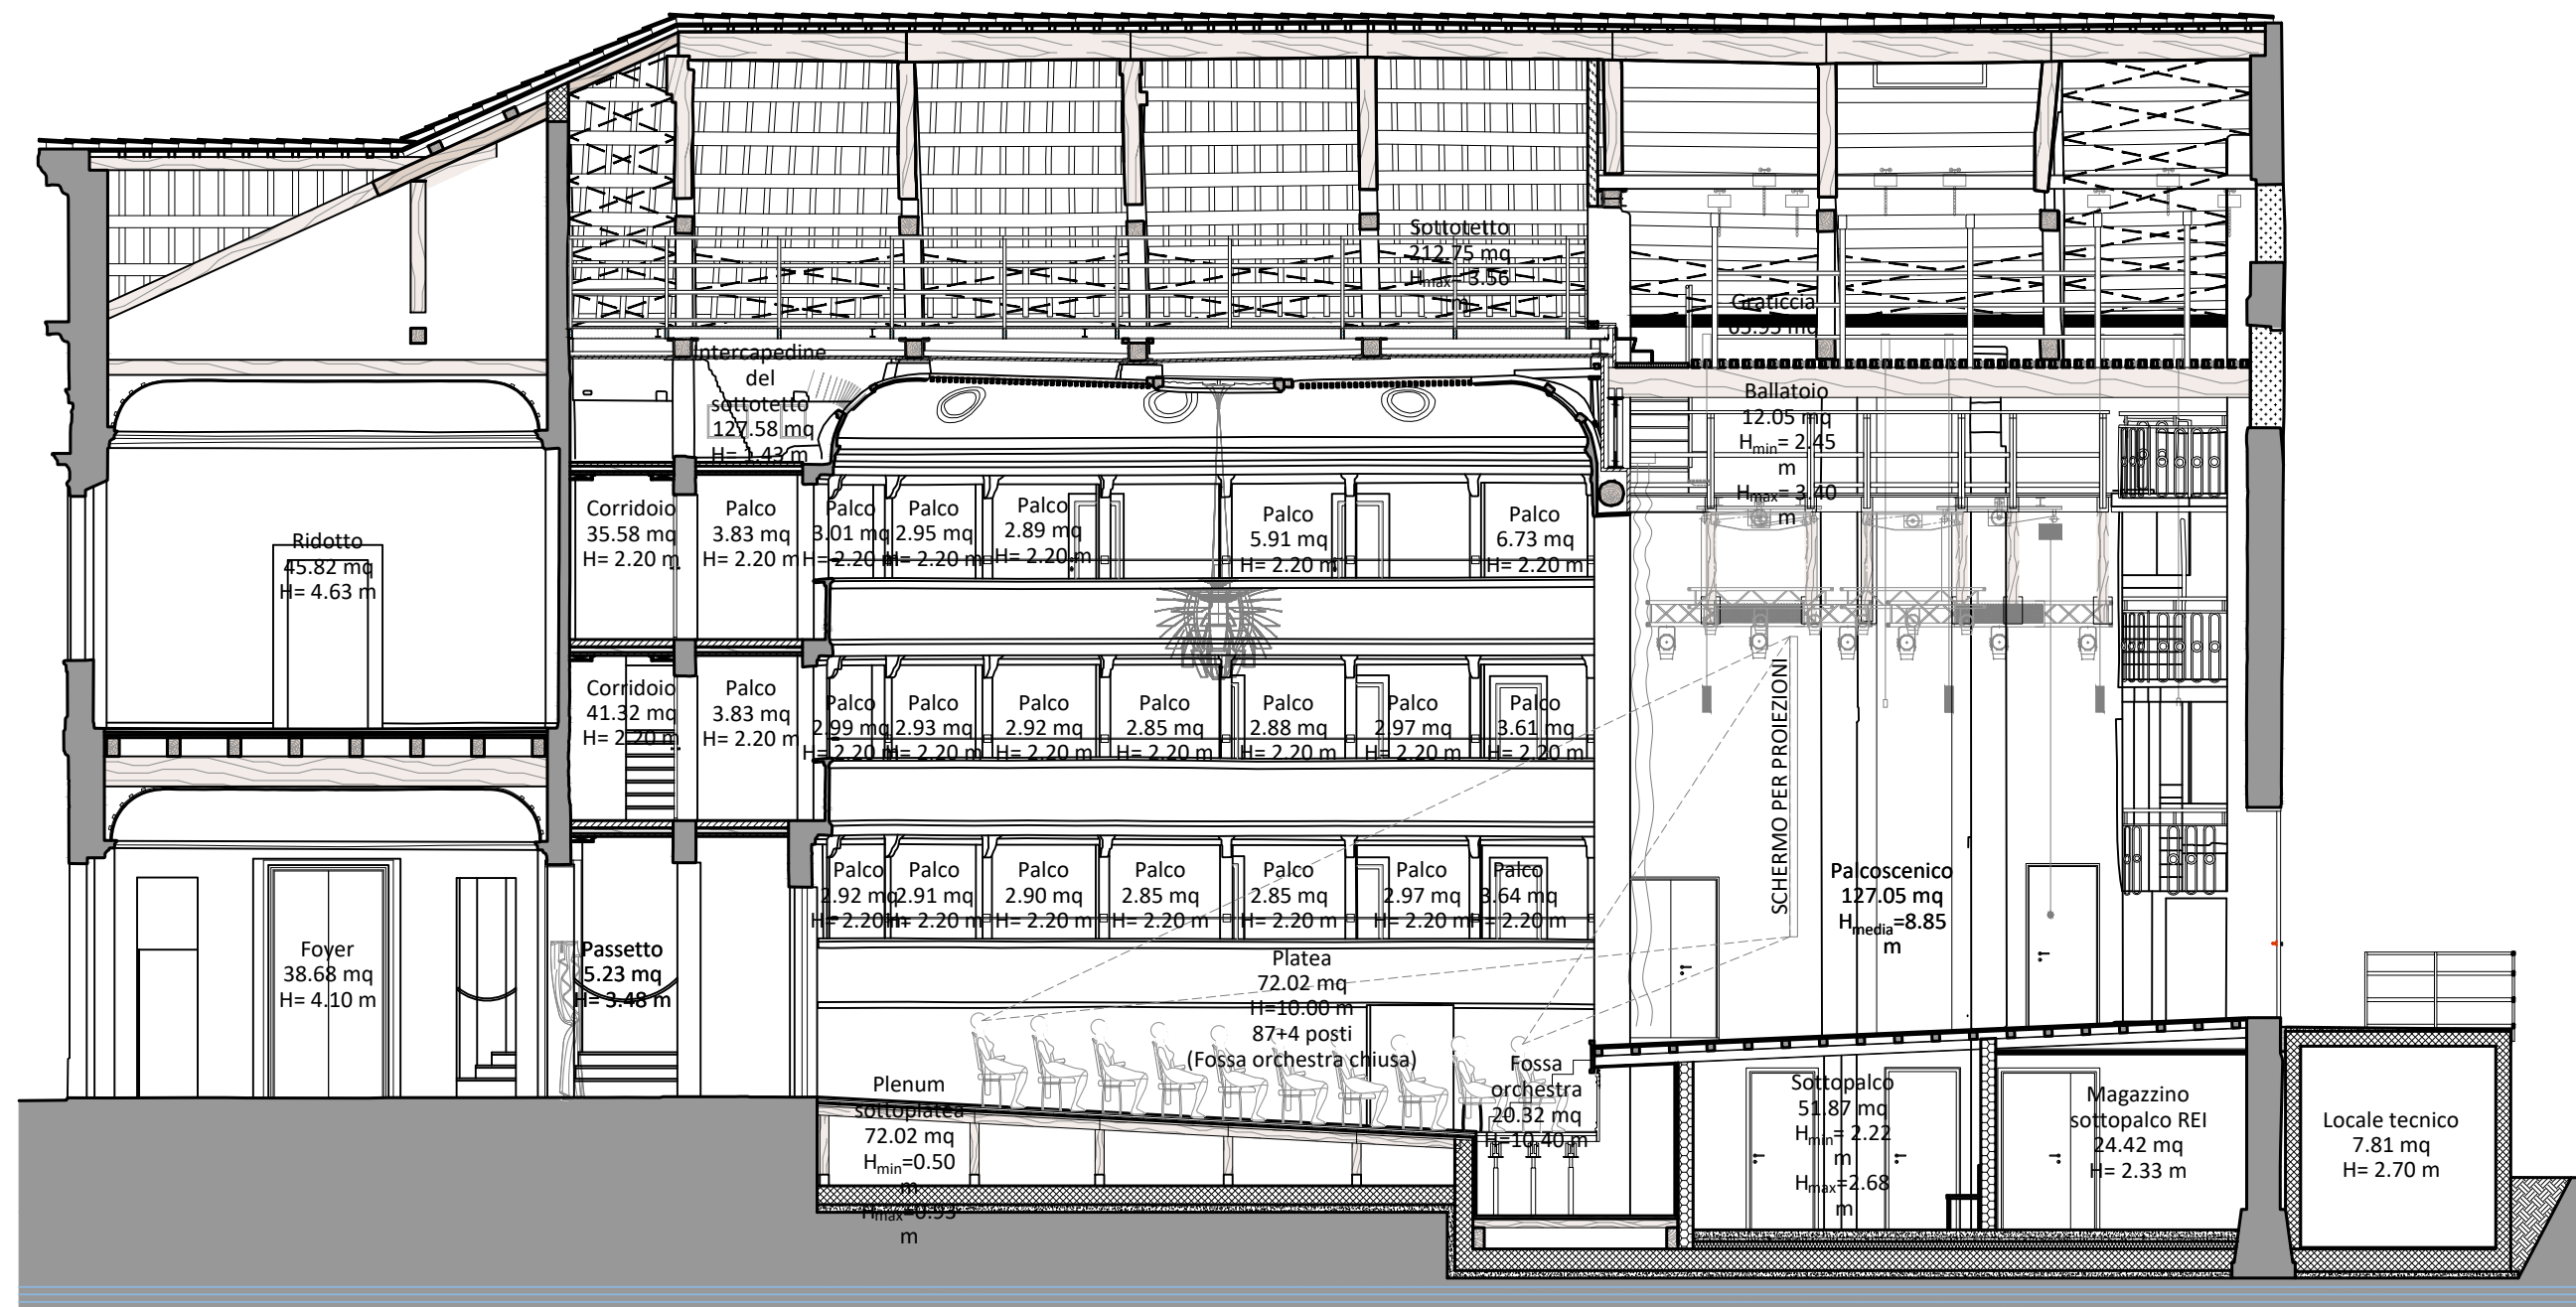 Sottotetto
212.75 mq
Hmax= 3.56
m
Graticcia
63.93 mq
Intercapedine
del
sottotetto
127.58 mq
H= 1.43 m
Ballatoio
12.05 mq
Hmin= 2.45
m
Hmax= 3.40
m
Ridotto
45.82 mq
H= 4.63 m
Corridoio
35.58 mq
H= 2.20 m
Palco
3.83 mq
H= 2.20 m
Palco
3.01 mq
H= 2.20 m
Palco
2.95 mq
H= 2.20 m
Palco
2.89 mq
H= 2.20 m
Palco
5.91 mq
H= 2.20 m
Palco
6.73 mq
H= 2.20 m
Corridoio
41.32 mq
H= 2.20 m
Palco
3.83 mq
H= 2.20 m
Palco
2.99 mq
H= 2.20 m
Palco
2.93 mq
H= 2.20 m
Palco
2.92 mq
H= 2.20 m
Palco
2.85 mq
H= 2.20 m
Palco
2.88 mq
H= 2.20 m
Palco
2.97 mq
H= 2.20 m
Palco
3.61 mq
H= 2.20 m
SCHERMO PER PROIEZIONI
Palco
2.92 mq
H= 2.20 m
Palco
2.91 mq
H= 2.20 m
Palco
2.90 mq
H= 2.20 m
Palco
2.85 mq
H= 2.20 m
Palco
2.85 mq
H= 2.20 m
Palco
2.97 mq
H= 2.20 m
Palco
3.64 mq
H= 2.20 m
Palcoscenico
127.05 mq
Hmedia=8.85
m
Foyer
38.68 mq
H= 4.10 m
Passetto
5.23 mq
H= 3.48 m
Platea
72.02 mq
H=10.00 m
87+4 posti
(Fossa orchestra chiusa)
Plenum
sottoplatea
72.02 mq
Hmin=0.50
m
Hmax=0.93
m
Fossa
orchestra
20.32 mq
H=10.40 m
Sottopalco
51.87 mq
Hmin= 2.22
m
Hmax=2.68
m
Magazzino
sottopalco REI
24.42 mq
H= 2.33 m
Locale tecnico
7.81 mq
H= 2.70 m